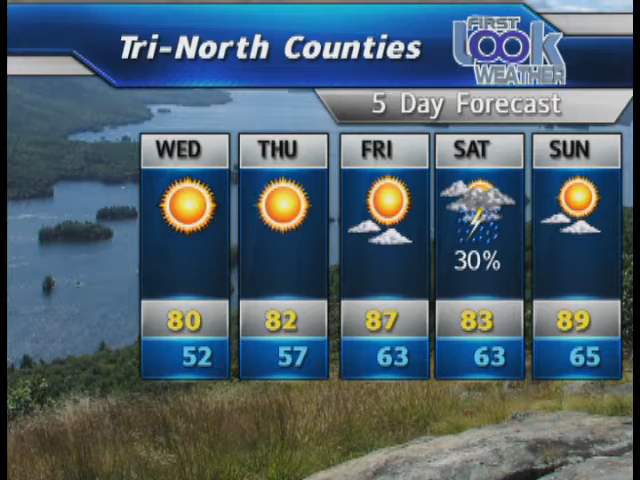 Tri-North Counties
FIRST
LOOK
WEATHER
5 Day Forecast
WED THU FRI SAT SUN
30%
80 82 87 83 89
52 57 63 63 65